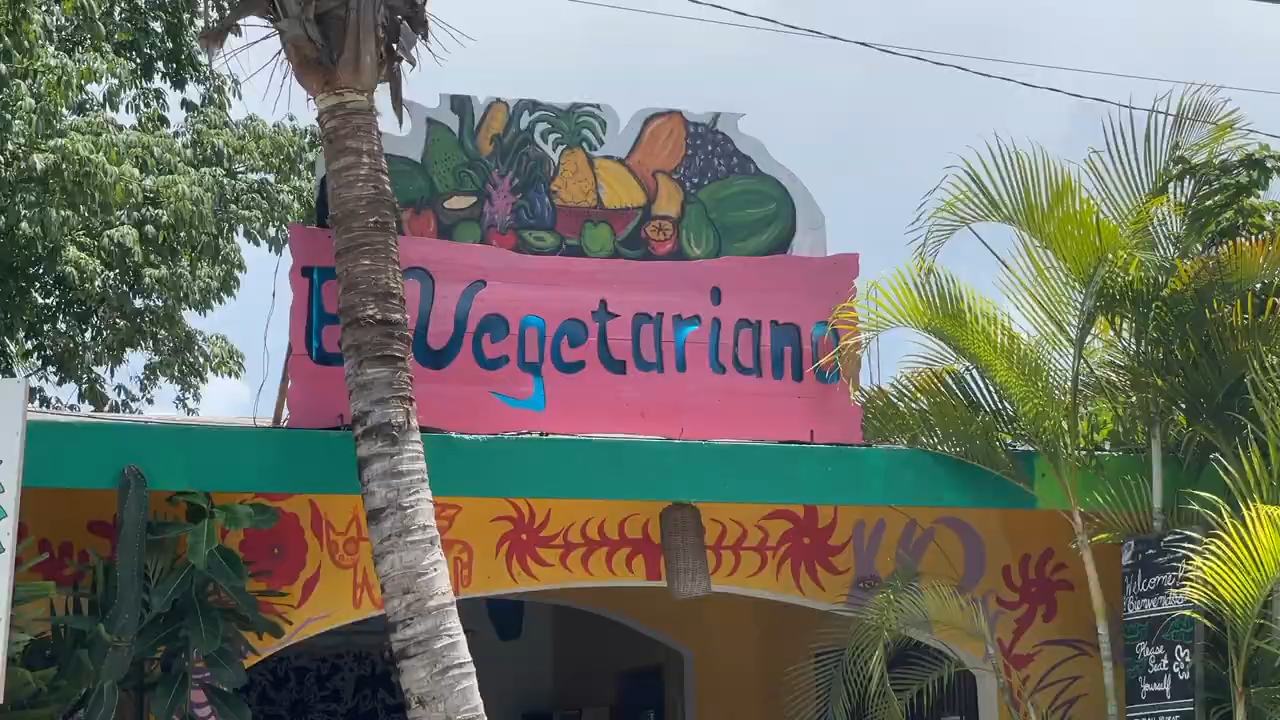 El Vegetariano
Welcome!
Bienvenidos
Please
Seat
Yourself